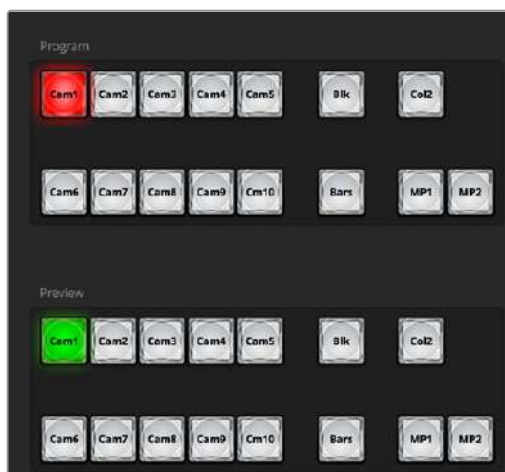 Program
Cam1 Cam2 Cam3 Cam4 Cam5 Blk Col2
Cam6 Cam7 Cam8 Cam9 Cm10 Bars MP1 MP2
Preview
Cam1 Cam2 Com3 Cam4 Cam5 Blk Col2
Cam6 Cam7 Cam8 Cam9 Cm10 Bars MP1 MP2